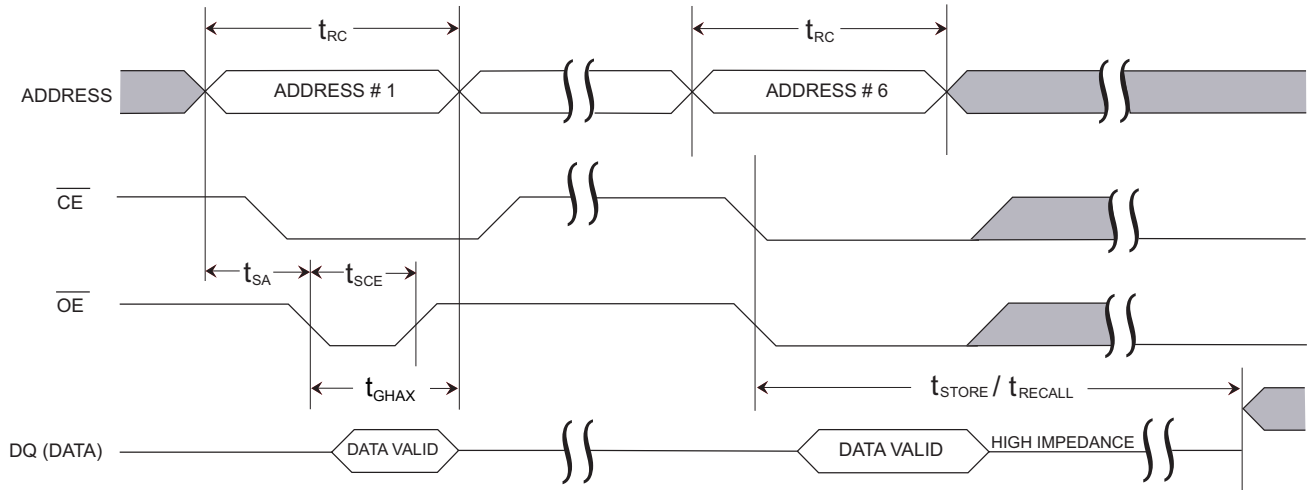 tRC
tRC
ADDRESS
ADDRESS # 1
ADDRESS # 6
CE
tSA
tSCE
OE
tGHAX
tSTORE / tRECALL
DQ (DATA)
DATA VALID
DATA VALID
HIGH IMPEDANCE